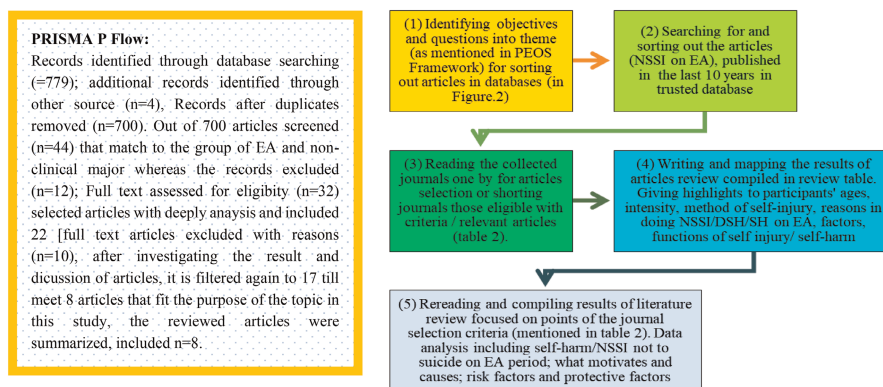 PRISMA P Flow:
Records identified through database searching
(=779); additional records identified through
other source (n=4), Records after duplicates
removed (n=700). Out of 700 articles screened
(n=44) that match to the group of EA and non-
clinical major whereas the records excluded
(n=12); Full text assessed for eligibity (n=32)
selected articles with deeply anaysis and included
22 [full text articles excluded with reasons
(n=10), after investigating the result and
dicussion of articles, it is filtered again to 17 till
meet 8 articles that fit the purpose of the topic in
this study, the reviewed articles were
summarized, included n=8.
(1) Identifying objectives
and questions into theme
(as mentioned in PEOS
Framework) for sorting
out articles in databases (in
Figure.2)
(2) Searching for and
sorting out the articles
(NSSI on EA), published
in the last 10 years in
trusted database
(3) Reading the collected
journals one by for articles
selection or shorting
journals those eligible with
criteria / relevant articles
(table 2).
(4) Writing and mapping the results of
articles review compiled in review table.
Giving highlights to participants' ages,
intensity, method of self-injury, reasons in
doing NSSI/DSH/SH on EA, factors,
functions of self injury/ self-harm
(5) Rereading and compiling results of literature
review focused on points of the journal
selection criteria (mentioned in table 2). Data
analysis including self-harm/NSSI not to
suicide on EA period; what motivates and
causes; risk factors and protective factors